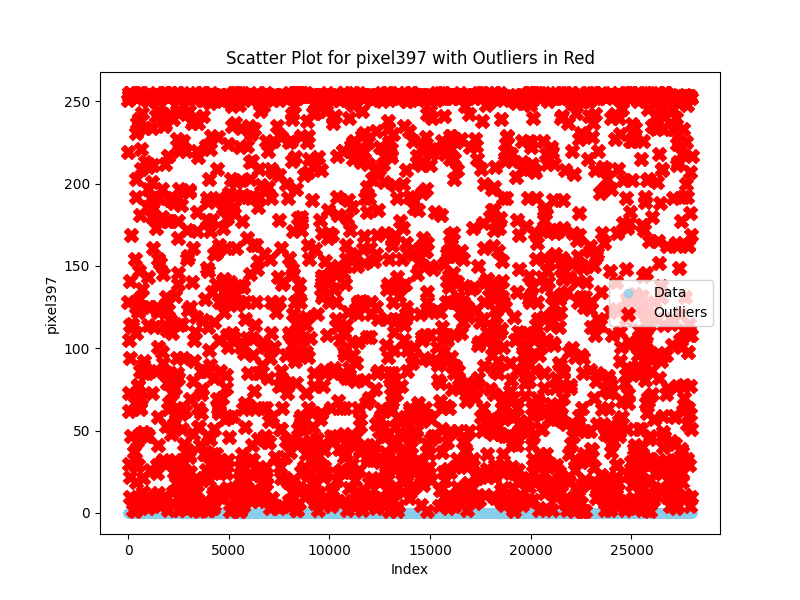 Scatter Plot for pixel397 with Outliers in Red
250
200
150
100
50
0
pixel397
Data
Outliers
0 5000 10000 15000 20000 25000
Index